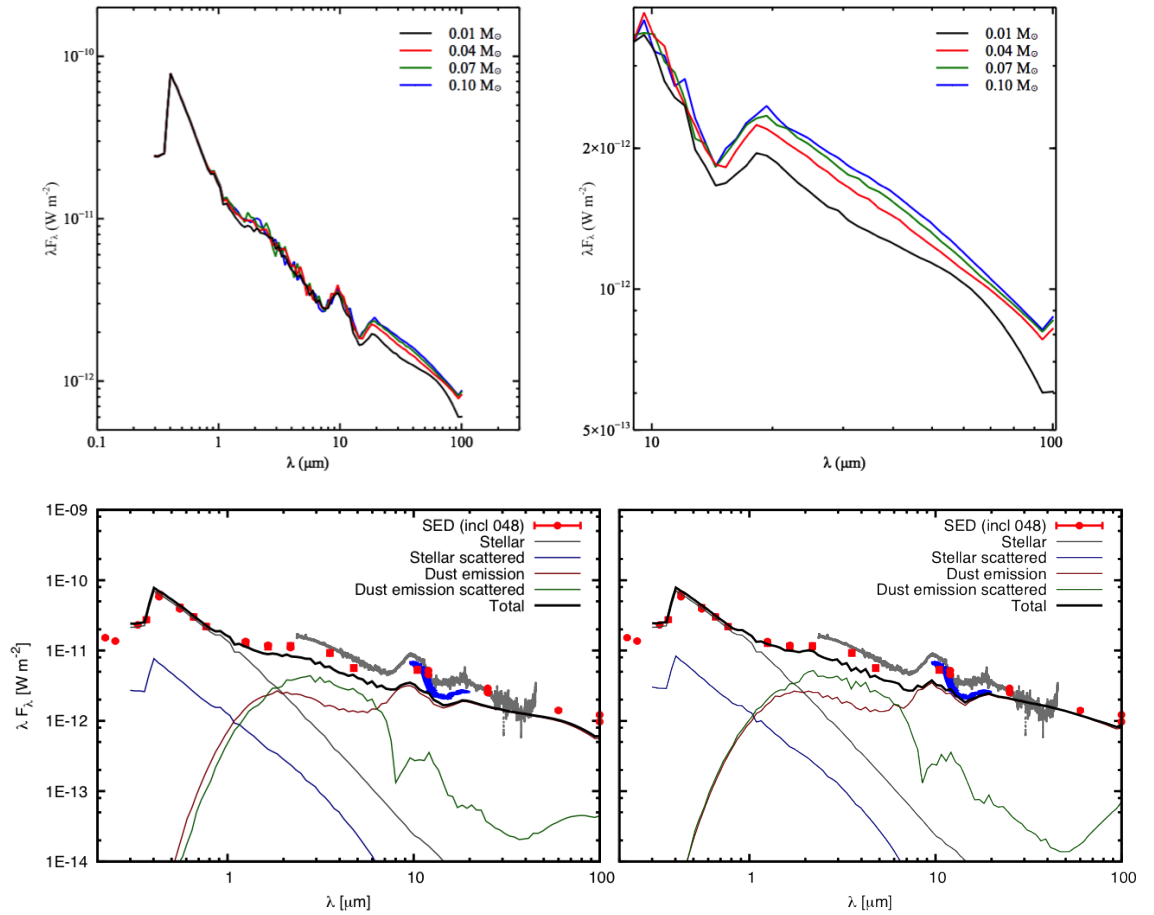 0.01 M☉
0.04 M☉
0.07 M☉
0.10 M☉
10⁻¹⁰
10⁻¹¹
10⁻¹²
λFλ (W m⁻²)
0.1 1 10 100
λ (μm)
0.01 M☉
0.04 M☉
0.07 M☉
0.10 M☉
2×10⁻¹²
10⁻¹²
5×10⁻¹³
λFλ (W m⁻²)
10 100
λ (μm)
1E-09
1E-10
1E-11
1E-12
1E-13
1E-14
λ Fλ [W m⁻²]
SED (incl 048)
Stellar
Stellar scattered
Dust emission
Dust emission scattered
Total
1 10 100
λ [μm]
SED (incl 048)
Stellar
Stellar scattered
Dust emission
Dust emission scattered
Total
1 10 100
λ [μm]